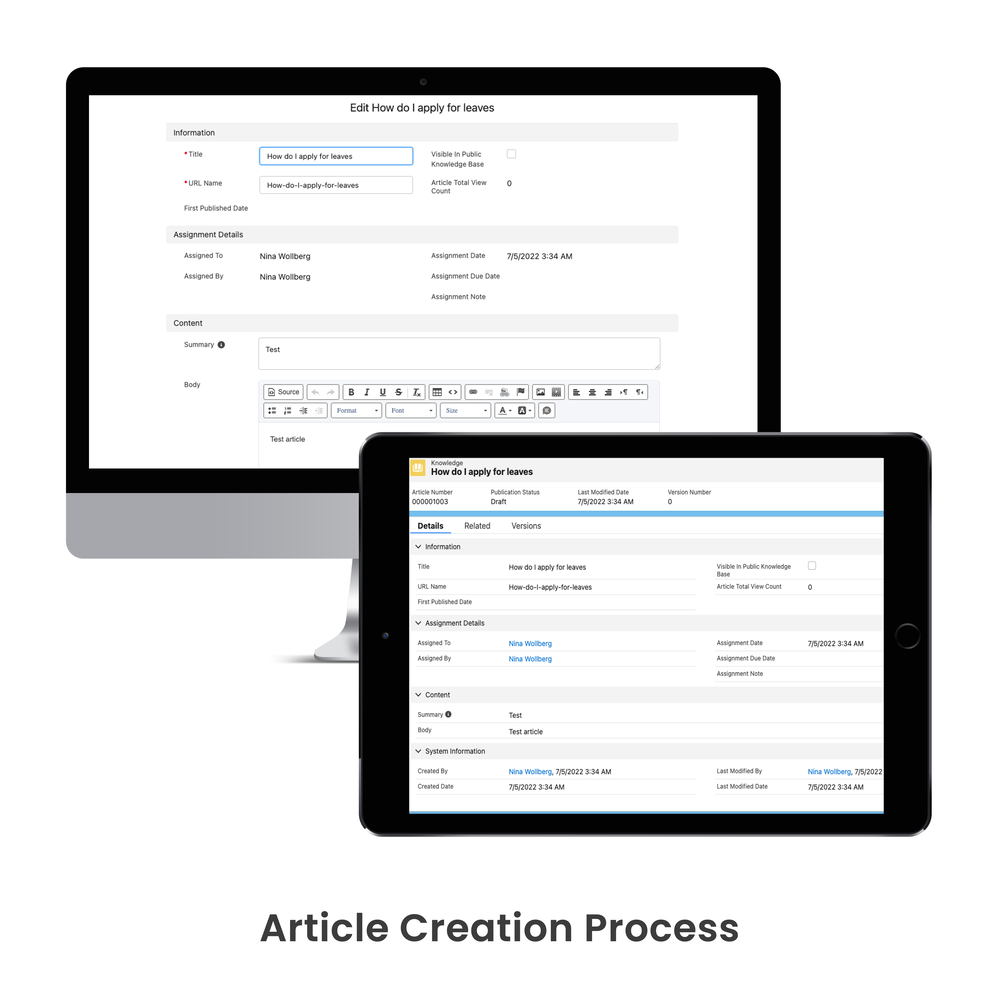 Edit How do I apply for leaves
Information
*Title
How do I apply for leaves
Visible In Public
Knowledge Base
*URL Name
How-do-I-apply-for-leaves
Article Total View
Count
0
First Published Date
Assignment Details
Assigned To
Nina Wollberg
Assignment Date
7/5/2022 3:34 AM
Assigned By
Nina Wollberg
Assignment Due Date
Assignment Note
Content
Summary
Test
Body
Source
Format
Font
Size
Test article
Knowledge
How do I apply for leaves
Article Number
Publication Status
Last Modified Date
Version Number
000001003
Draft
7/5/2022 3:34 AM
0
Details
Related
Versions
Information
Title
How do I apply for leaves
Visible In Public Knowledge
Base
URL Name
How-do-I-apply-for-leaves
Article Total View Count
0
First Published Date
Assignment Details
Assigned To
Nina Wollberg
Assignment Date
7/5/2022 3:34 AM
Assigned By
Nina Wollberg
Assignment Due Date
Assignment Note
Content
Summary
Test
Body
Test article
System Information
Created By
Nina Wollberg, 7/5/2022 3:34 AM
Last Modified By
Nina Wollberg, 7/5/2022
Created Date
7/5/2022 3:34 AM
Last Modified Date
7/5/2022 3:34 AM
Article Creation Process